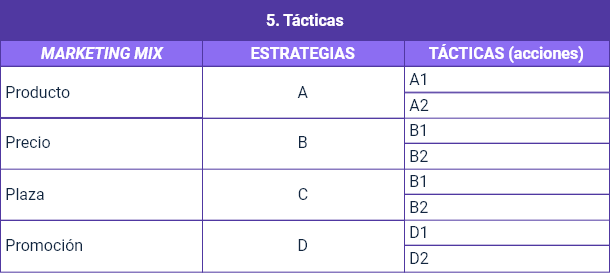 5. Tácticas
MARKETING MIX ESTRATEGIAS TÁCTICAS (acciones)
Producto A A1
A2
Precio B B1
B2
Plaza C B1
B2
Promoción D D1
D2